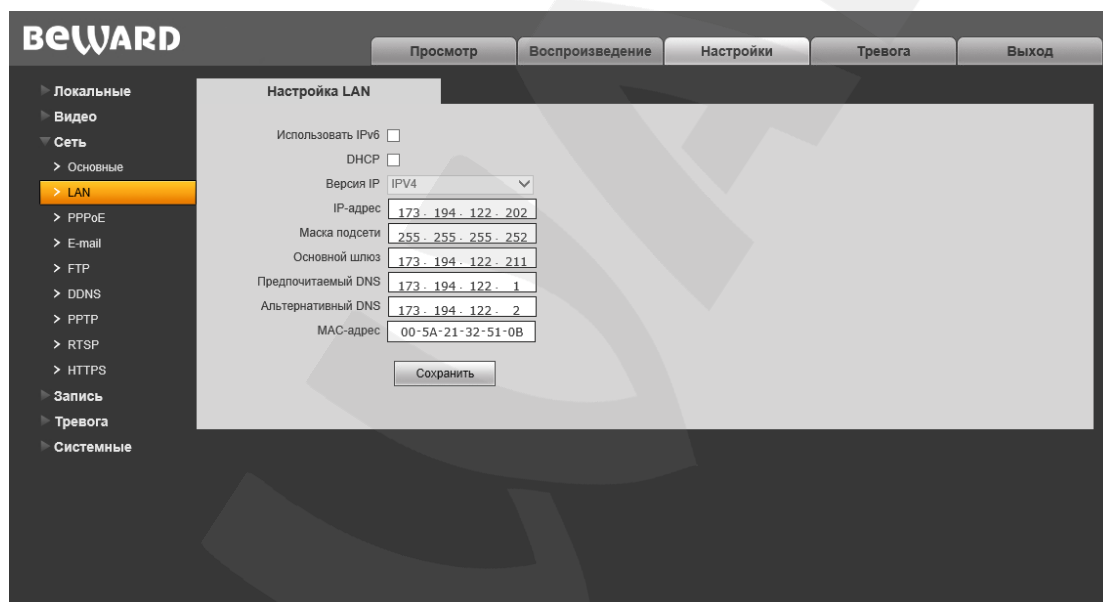 BEWARD
Просмотр
Воспроизведение
Настройки
Тревога
Выход
Локальные
Видео
Сеть
Основные
LAN
PPPoE
E-mail
FTP
DDNS
PPTP
RTSP
HTTPS
Запись
Тревога
Системные
Настройка LAN
Использовать IPv6
DHCP
Версия IP IPV4
IP-адрес 173 . 194 . 122 . 202
Маска подсети 255 . 255 . 255 . 252
Основной шлюз 173 . 194 . 122 . 211
Предпочитаемый DNS 173 . 194 . 122 . 1
Альтернативный DNS 173 . 194 . 122 . 2
MAC-адрес 00-5A-21-32-51-0B
Сохранить